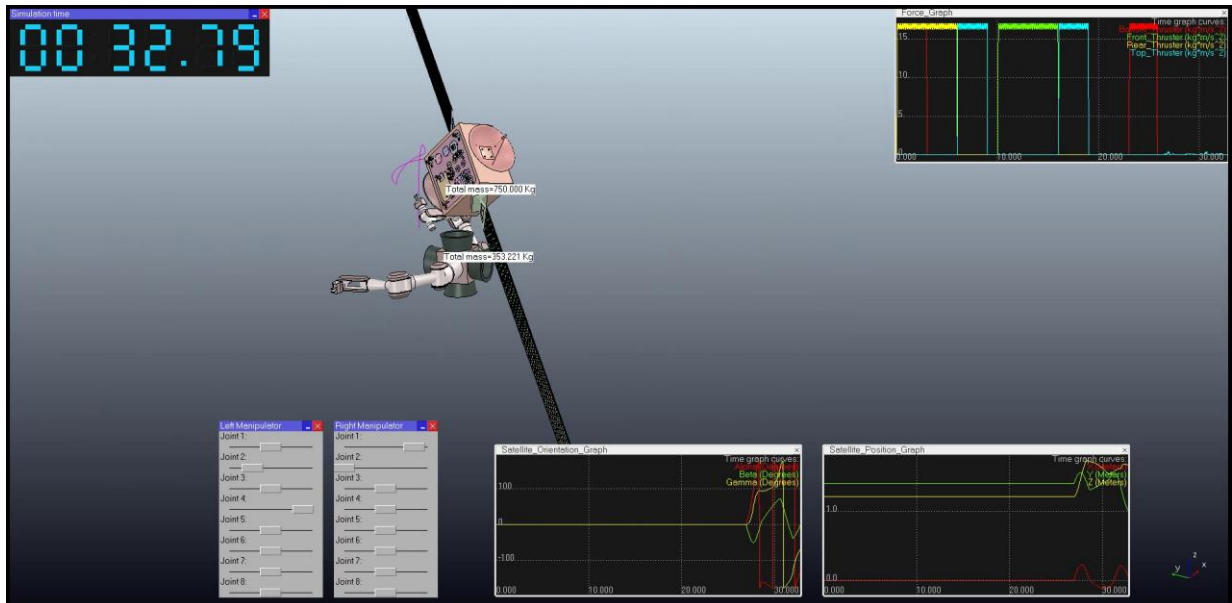 Simulation time
00 32.79
Force_Graph
Time graph curves:
Front_Thruster (kg*m/s^2)
Rear_Thruster (kg*m/s^2)
Top_Thruster (kg*m/s^2)
15.
10.
5
0
0.000
10.000
20.000
30.000
Total mass=750.000 Kg
Total mass=353.221 Kg
Left Manipulator
Joint 1:
Joint 2:
Joint 3:
Joint 4:
Joint 5:
Joint 6:
Joint 7:
Joint 8:
Right Manipulator
Joint 1:
Joint 2:
Joint 3:
Joint 4:
Joint 5:
Joint 6:
Joint 7:
Joint 8:
Satellite_Orientation_Graph
Time graph curves:
Beta (Degrees)
Gamma (Degrees)
100
0
-100
0.000
10.000
20.000
30.000
Satellite_Position_Graph
Time graph curves:
Y (Meters)
Z (Meters)
1.0
0.0
0.000
10.000
20.000
30.000
z
y
x